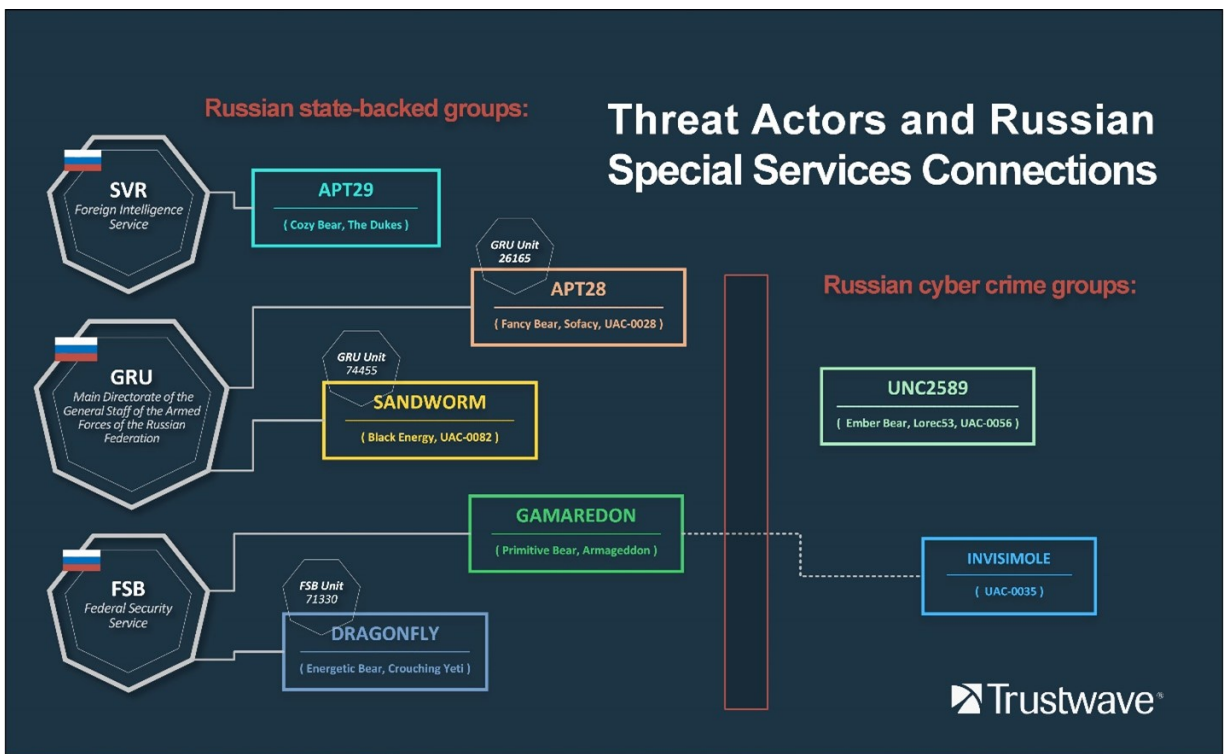 Russian state-backed groups:
Threat Actors and Russian
Special Services Connections
SVR
Foreign Intelligence
Service
APT29
( Cozy Bear, The Dukes )
GRU Unit
26165
APT28
( Fancy Bear, Sofacy, UAC-0028 )
Russian cyber crime groups:
GRU
Main Directorate of the
General Staff of the Armed
Forces of the Russian
Federation
GRU Unit
74455
SANDWORM
( Black Energy, UAC-0082 )
UNC2589
( Ember Bear, Lorec53, UAC-0056 )
GAMAREDON
( Primitive Bear, Armageddon )
FSB
Federal Security
Service
FSB Unit
71330
DRAGONFLY
( Energetic Bear, Crouching Yeti )
INVISIMOLE
( UAC-0035 )
Trustwave®